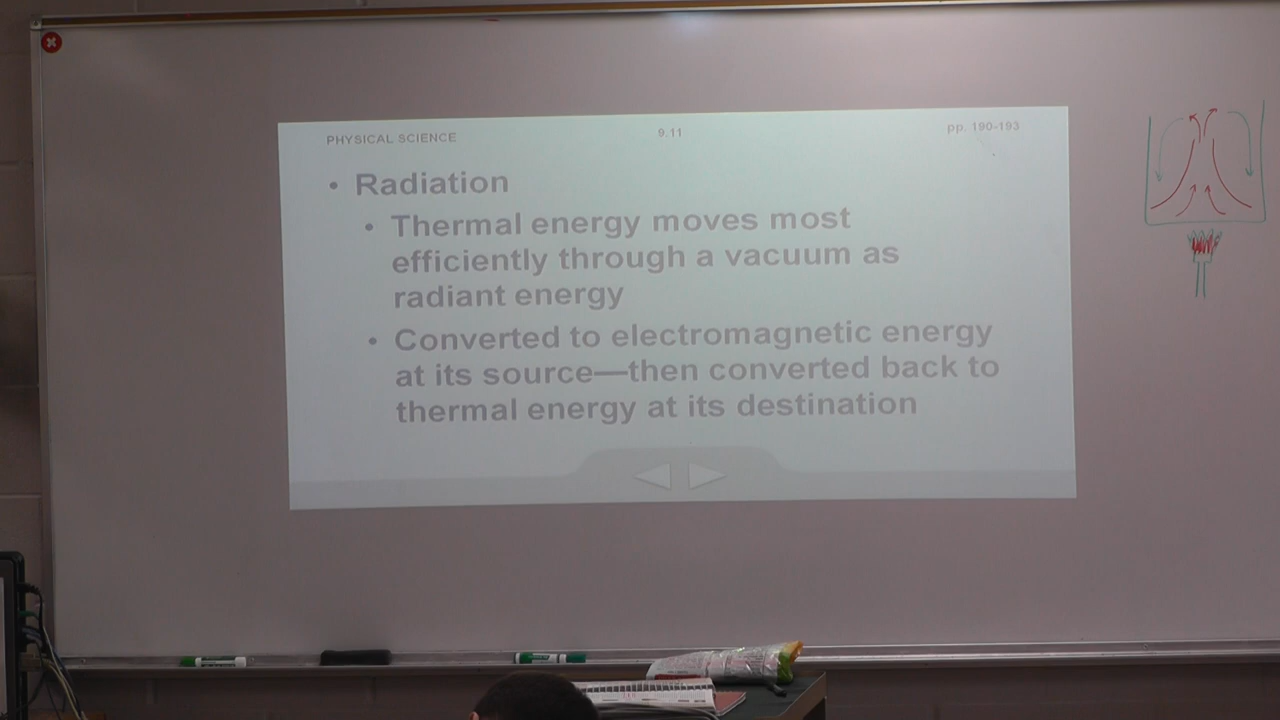 PHYSICAL SCIENCE 9.11 pp. 190-193
• Radiation
• Thermal energy moves most
efficiently through a vacuum as
radiant energy
• Converted to electromagnetic energy
at its source—then converted back to
thermal energy at its destination